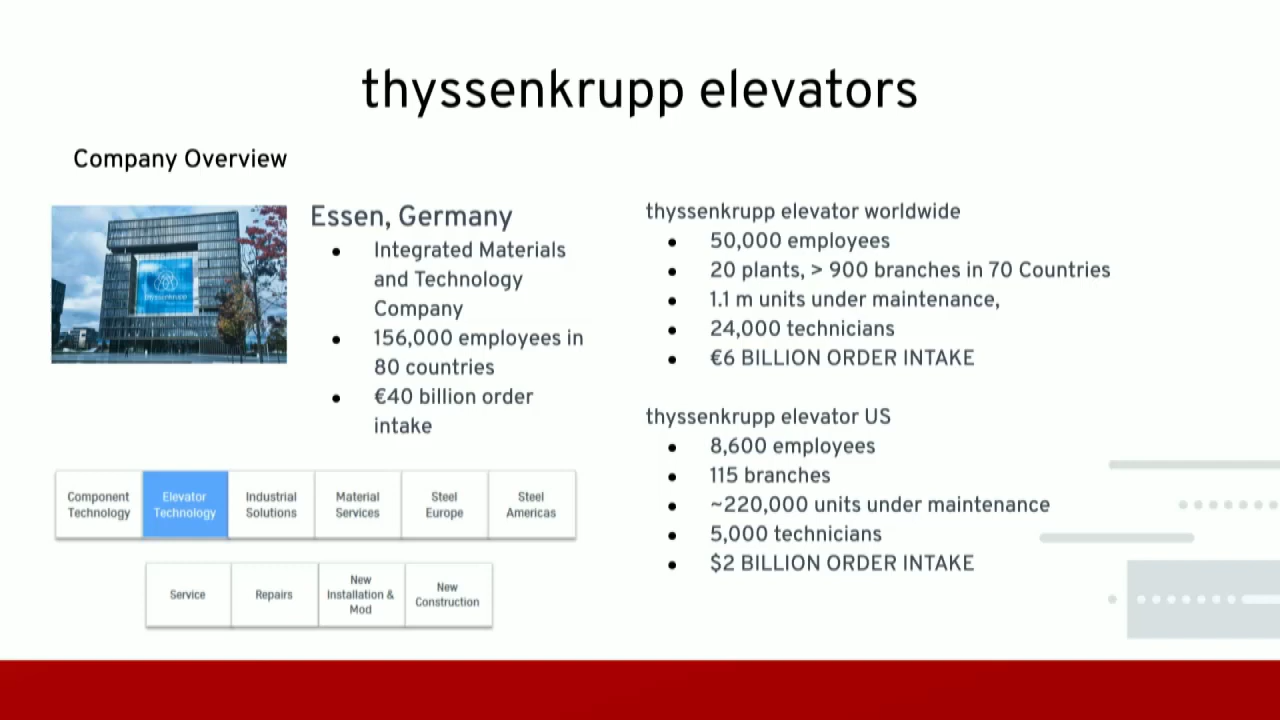 thyssenkrupp elevators
Company Overview
thyssenkrupp
Essen, Germany
• Integrated Materials
and Technology
Company
• 156,000 employees in
80 countries
• €40 billion order
intake
thyssenkrupp elevator worldwide
• 50,000 employees
• 20 plants, > 900 branches in 70 Countries
• 1.1 m units under maintenance,
• 24,000 technicians
• €6 BILLION ORDER INTAKE
thyssenkrupp elevator US
• 8,600 employees
• 115 branches
• ~220,000 units under maintenance
• 5,000 technicians
• $2 BILLION ORDER INTAKE
Component
Technology
Elevator
Technology
Industrial
Solutions
Material
Services
Steel
Europe
Steel
Americas
Service
Repairs
New
Installation &
Mod
New
Construction